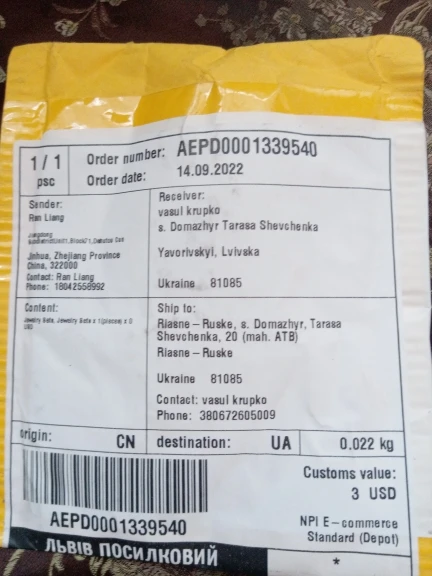 1/1
psc
Order number: AEPD0001339540
Order date: 14.09.2022
Sender:
Ran Liang
Jinhua, Zhejiang Province
China, 322000
Contact: Ran Liang
Phone: 18042558992
Receiver:
vasul krupko
s. Domazhyr Tarasa Shevchenka
Yavorivskyi, Lvivska
Ukraine 81085
Content:
Jewelry Sets, Jewelry Sets x 1(pieces) x 3
USD
Ship to:
Riasne – Ruske, s. Domazhyr, Tarasa
Shevchenka, 20 (mah. ATB)
Riasne – Ruske
Ukraine 81085
Contact: vasul krupko
Phone: 380672605009
origin: CN
destination: UA
0.022 kg
AEPD0001339540
Customs value:
3 USD
NPI E–commerce
Standard (Depot)
ЛЬВІВ ПОСИЛКОВИЙ
*